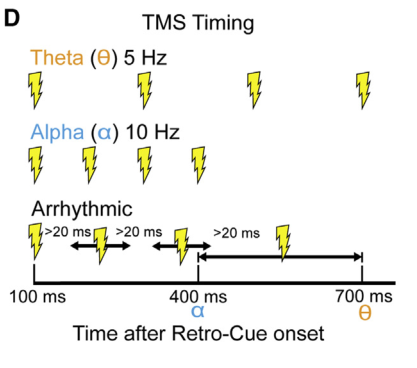 D
TMS Timing
Theta (θ) 5 Hz
Alpha (α) 10 Hz
Arrhythmic
>20 ms >20 ms >20 ms
100 ms 400 ms 700 ms
α θ
Time after Retro-Cue onset